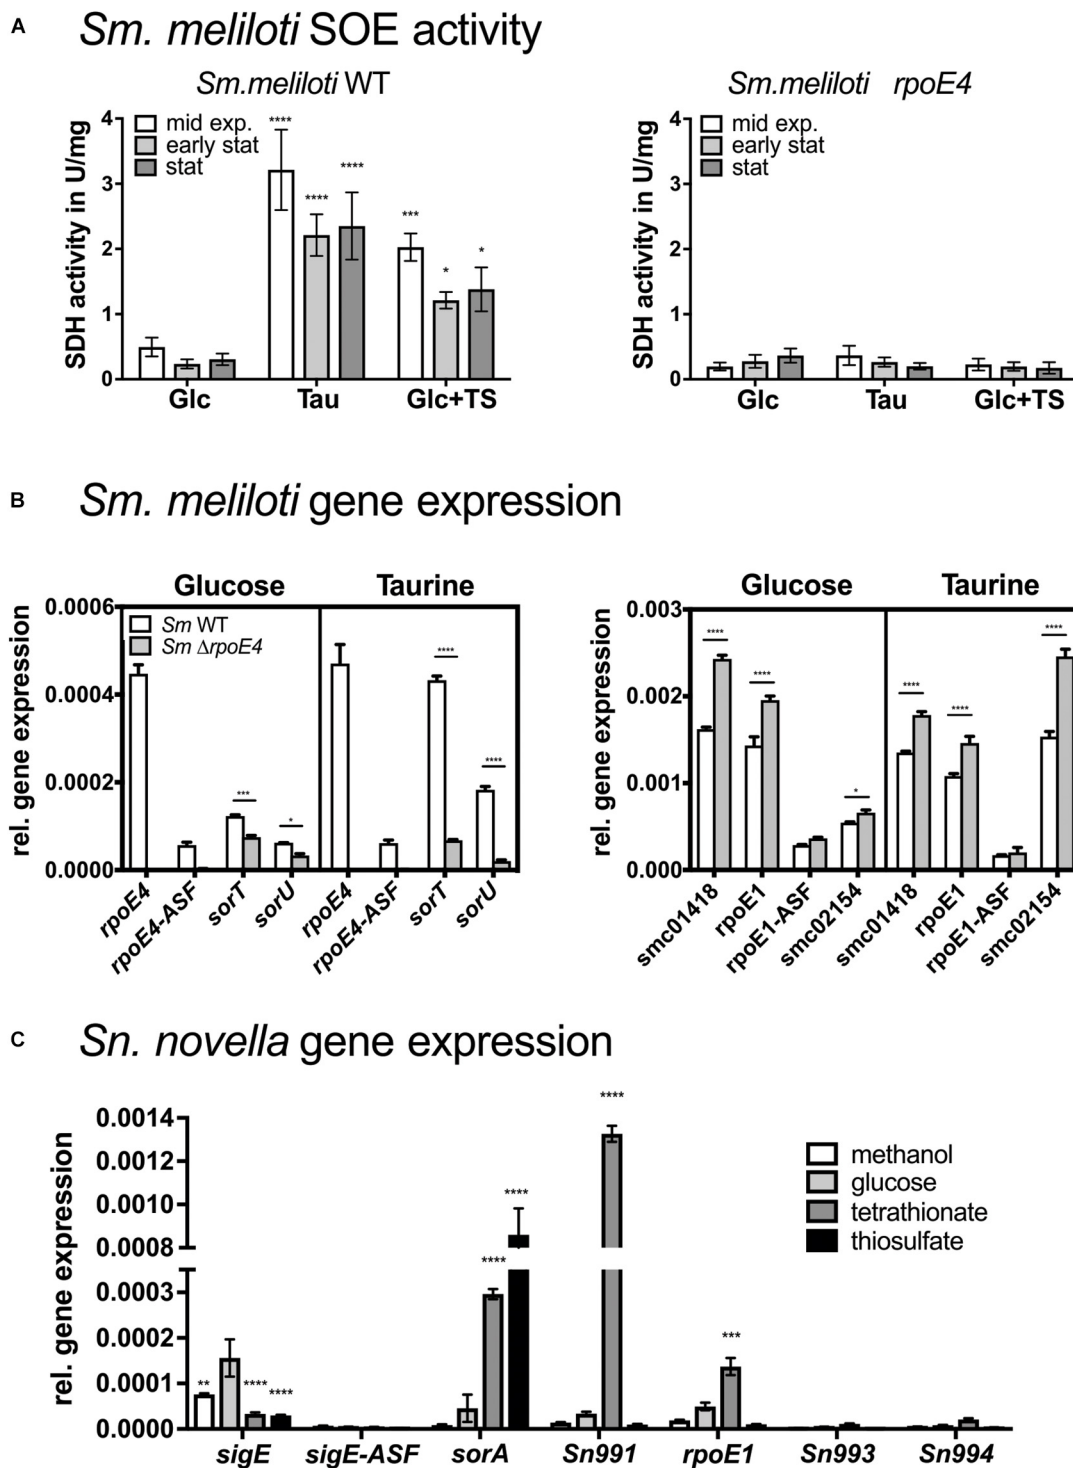 A Sm. meliloti SOE activity
Sm.meliloti WT
SDH activity in U/mg
4
3
2
1
0
mid exp.
early stat
stat
****
****
****
***
*
*
Glc Tau Glc+TS
Sm.meliloti rpoE4
SDH activity in U/mg
4
3
2
1
0
mid exp.
early stat
stat
Glc Tau Glc+TS
B Sm. meliloti gene expression
Glucose Taurine
rel. gene expression
0.0006
0.0004
0.0002
0.0000
Sm WT
Sm ΔrpoE4
***
*
****
****
rpoE4 rpoE4-ASF sorT sorU rpoE4 rpoE4-ASF sorT sorU
Glucose Taurine
rel. gene expression
0.003
0.002
0.001
0.000
****
****
*
****
****
****
smc01418 rpoE1 rpoE1-ASF smc02154 smc01418 rpoE1 rpoE1-ASF smc02154
C Sn. novella gene expression
rel. gene expression
0.0014
0.0012
0.0010
0.0008
0.0003
0.0002
0.0001
0.0000
methanol
glucose
tetrathionate
thiosulfate
**
****
****
****
****
****
***
sigE sigE-ASF sorA Sn991 rpoE1 Sn993 Sn994